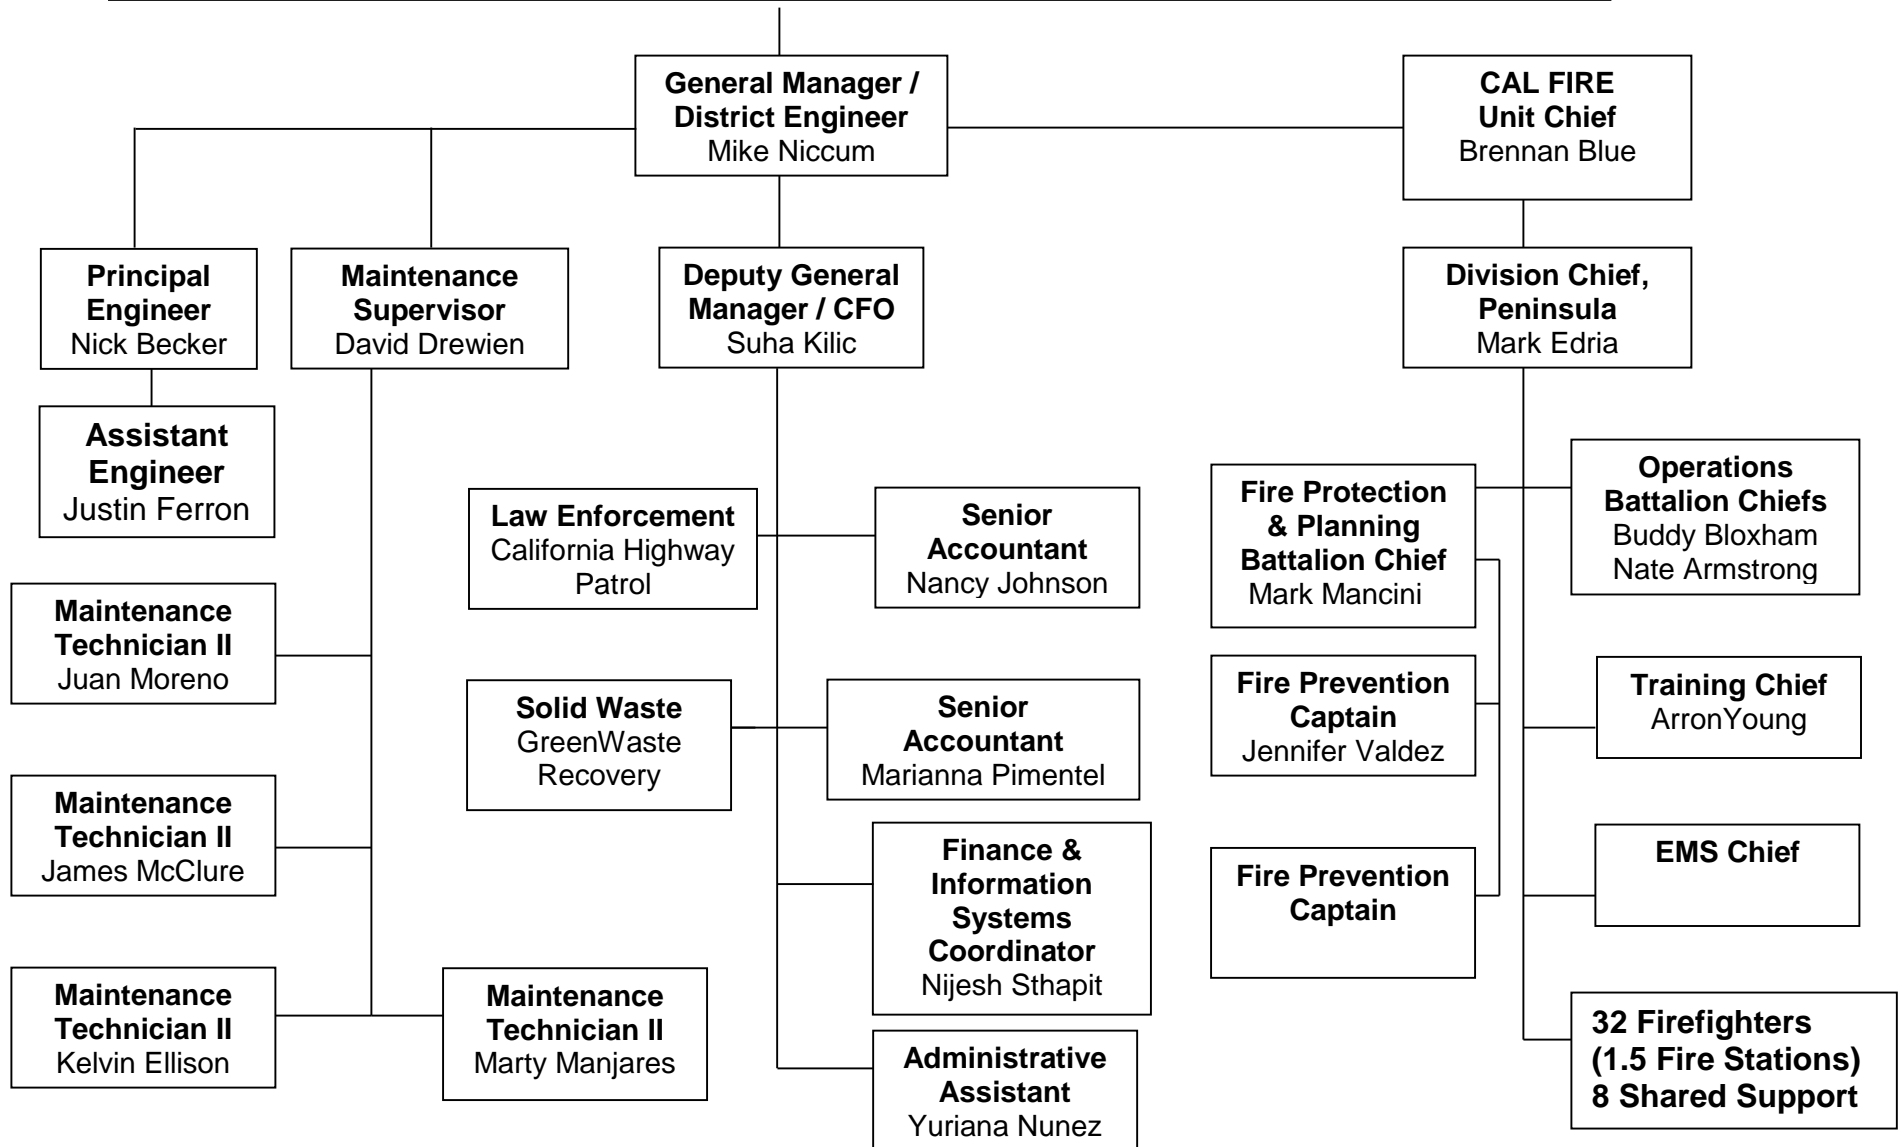 General Manager /
District Engineer
Mike Niccum
CAL FIRE
Unit Chief
Brennan Blue
Principal
Engineer
Nick Becker
Maintenance
Supervisor
David Drewien
Deputy General
Manager / CFO
Suha Kilic
Division Chief,
Peninsula
Mark Edria
Assistant
Engineer
Justin Ferron
Law Enforcement
California Highway
Patrol
Senior
Accountant
Nancy Johnson
Fire Protection
& Planning
Battalion Chief
Mark Mancini
Operations
Battalion Chiefs
Buddy Bloxham
Nate Armstrong
Maintenance
Technician II
Juan Moreno
Solid Waste
GreenWaste
Recovery
Senior
Accountant
Marianna Pimentel
Fire Prevention
Captain
Jennifer Valdez
Training Chief
ArronYoung
Maintenance
Technician II
James McClure
Finance &
Information
Systems
Coordinator
Nijesh Sthapit
Fire Prevention
Captain
EMS Chief
Maintenance
Technician II
Kelvin Ellison
Maintenance
Technician II
Marty Manjares
Administrative
Assistant
Yuriana Nunez
32 Firefighters
(1.5 Fire Stations)
8 Shared Support